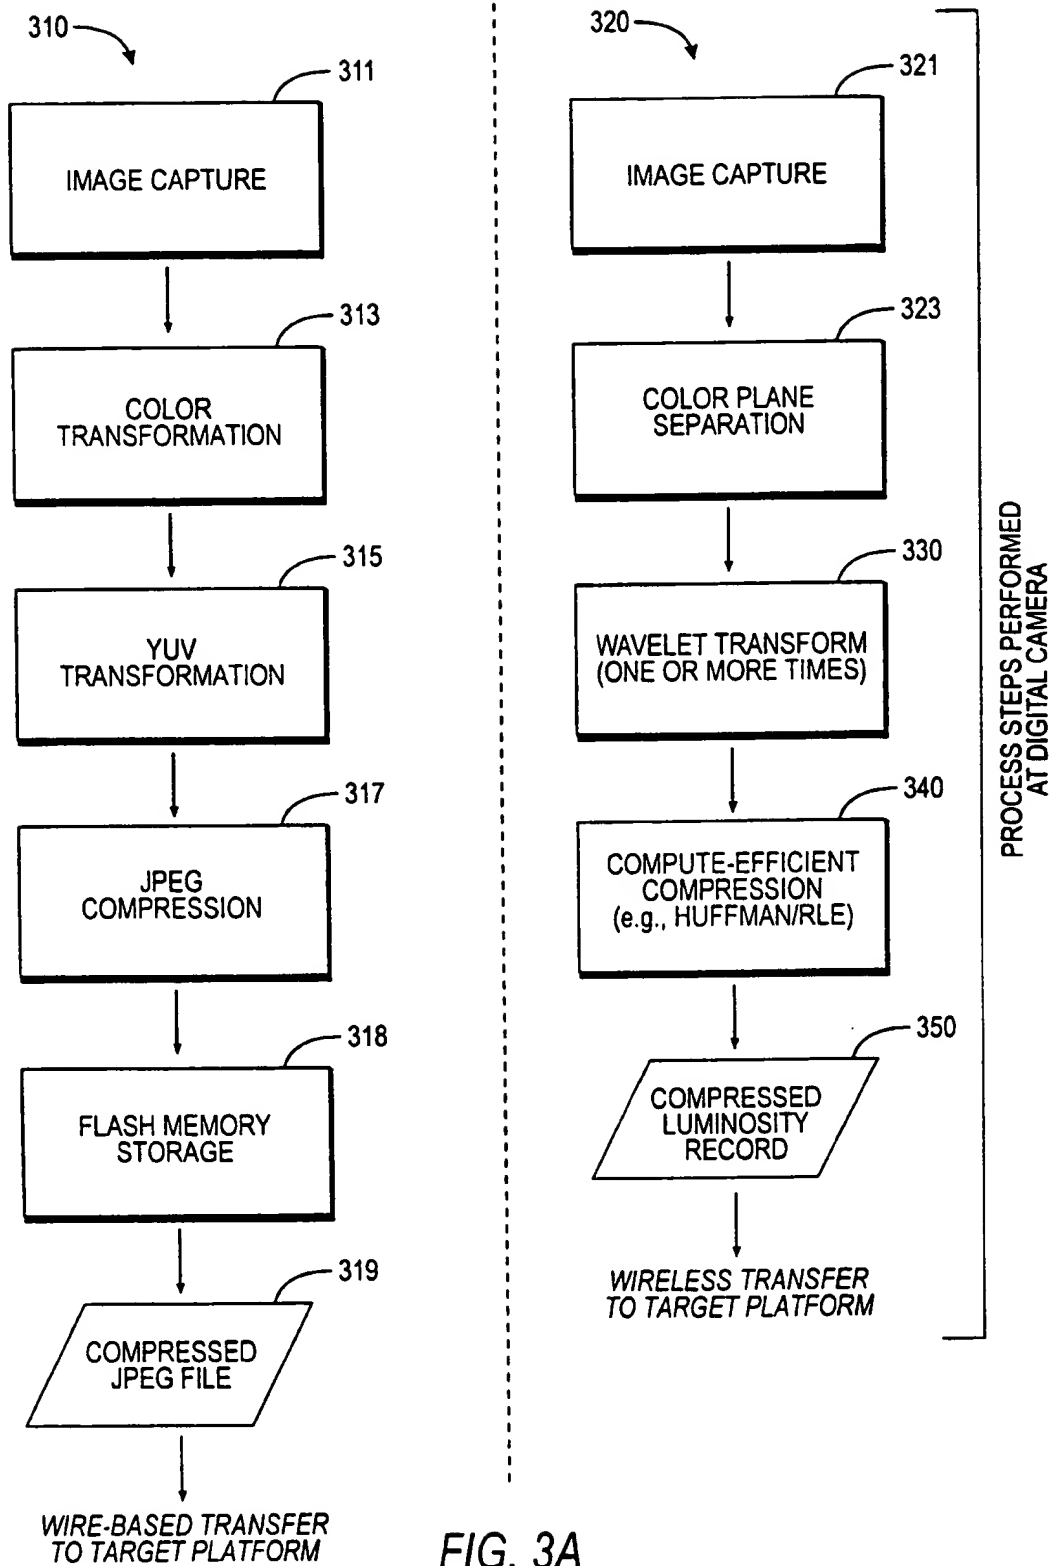 310
311
IMAGE CAPTURE
313
COLOR
TRANSFORMATION
315
YUV
TRANSFORMATION
317
JPEG
COMPRESSION
318
FLASH MEMORY
STORAGE
319
COMPRESSED
JPEG FILE
WIRE-BASED TRANSFER
TO TARGET PLATFORM
320
321
IMAGE CAPTURE
323
COLOR PLANE
SEPARATION
330
WAVELET TRANSFORM
(ONE OR MORE TIMES)
340
COMPUTE-EFFICIENT
COMPRESSION
(e.g., HUFFMAN/RLE)
350
COMPRESSED
LUMINOSITY
RECORD
WIRELESS TRANSFER
TO TARGET PLATFORM
PROCESS STEPS PERFORMED
AT DIGITAL CAMERA
FIG. 3A